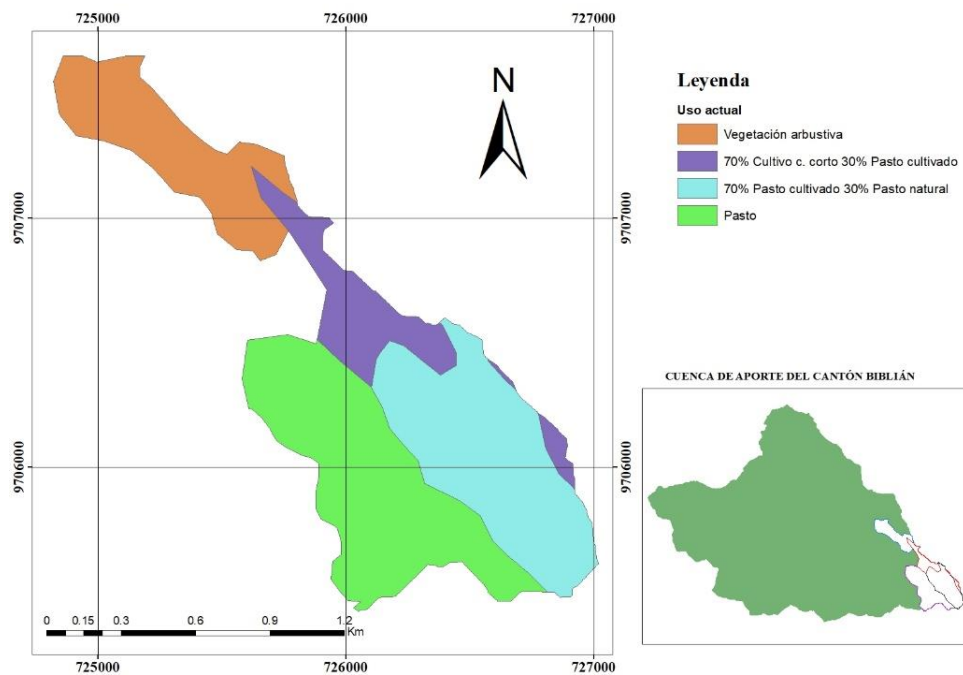 725000 726000 727000
N
9707000 9707000
9706000 9706000
0 0.15 0.3 0.6 0.9 1.2
Km
725000 726000 727000
Leyenda
Uso actual
Vegetación arbustiva
70% Cultivo c. corto 30% Pasto cultivado
70% Pasto cultivado 30% Pasto natural
Pasto
CUENCA DE APORTE DEL CANTÓN BIBLIÁN